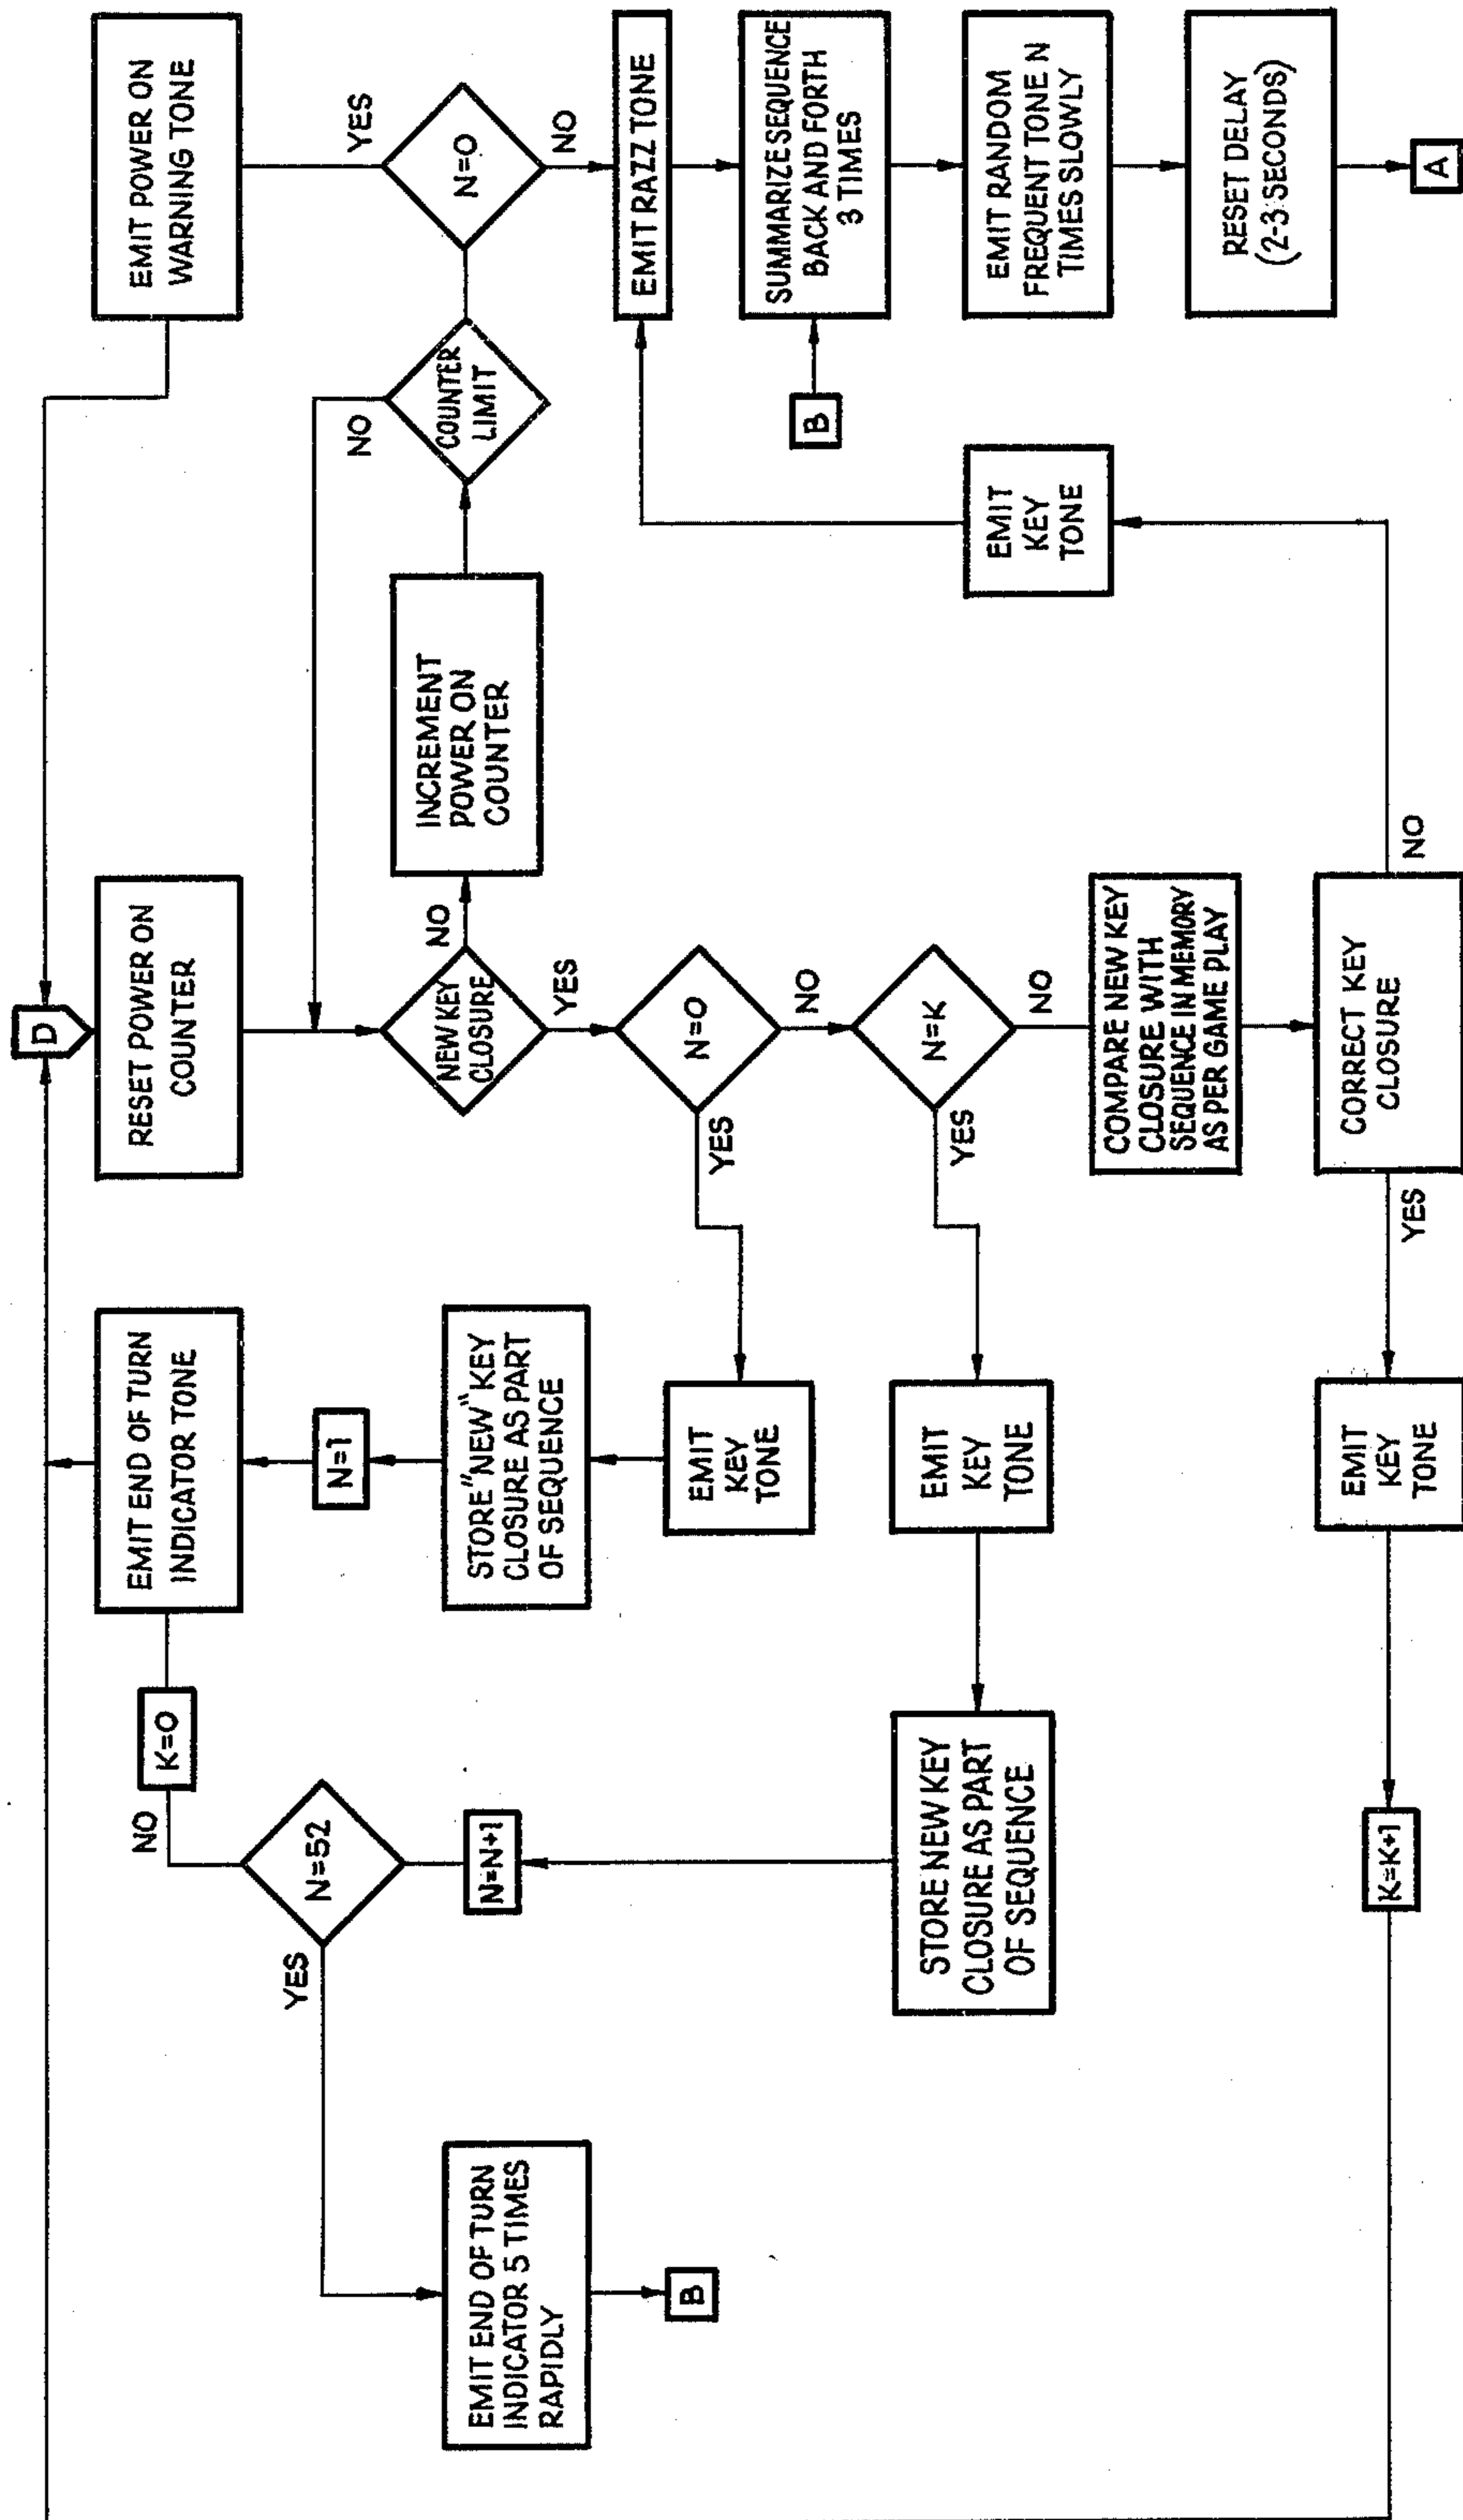 D
EMIT END OF TURN
INDICATOR TONE
RESET POWER ON
COUNTER
EMIT POWER ON
WARNING TONE
K=0
NO
N=52
YES
N=1
NEW KEY
CLOSURE
NO
YES
INCREMENT
POWER ON
COUNTER
COUNTER
LIMIT
NO
N=0
YES
NO
EMIT END OF TURN
INDICATOR 5 TIMES
RAPIDLY
B
N=N+1
STORE "NEW" KEY
CLOSURE AS PART
OF SEQUENCE
EMIT
KEY
TONE
N=0
YES
NO
EMIT RAZZ TONE
B
SUMMARIZE SEQUENCE
BACK AND FORTH
3 TIMES
STORE NEW KEY
CLOSURE AS PART
OF SEQUENCE
EMIT
KEY
TONE
N=K
YES
NO
EMIT
KEY
TONE
EMIT RANDOM
FREQUENT TONE N
TIMES SLOWLY
COMPARE NEW KEY
CLOSURE WITH
SEQUENCE IN MEMORY
AS PER GAME PLAY
RESET DELAY
(2-3 SECONDS)
K=K+1
EMIT
KEY
TONE
YES
CORRECT KEY
CLOSURE
NO
A